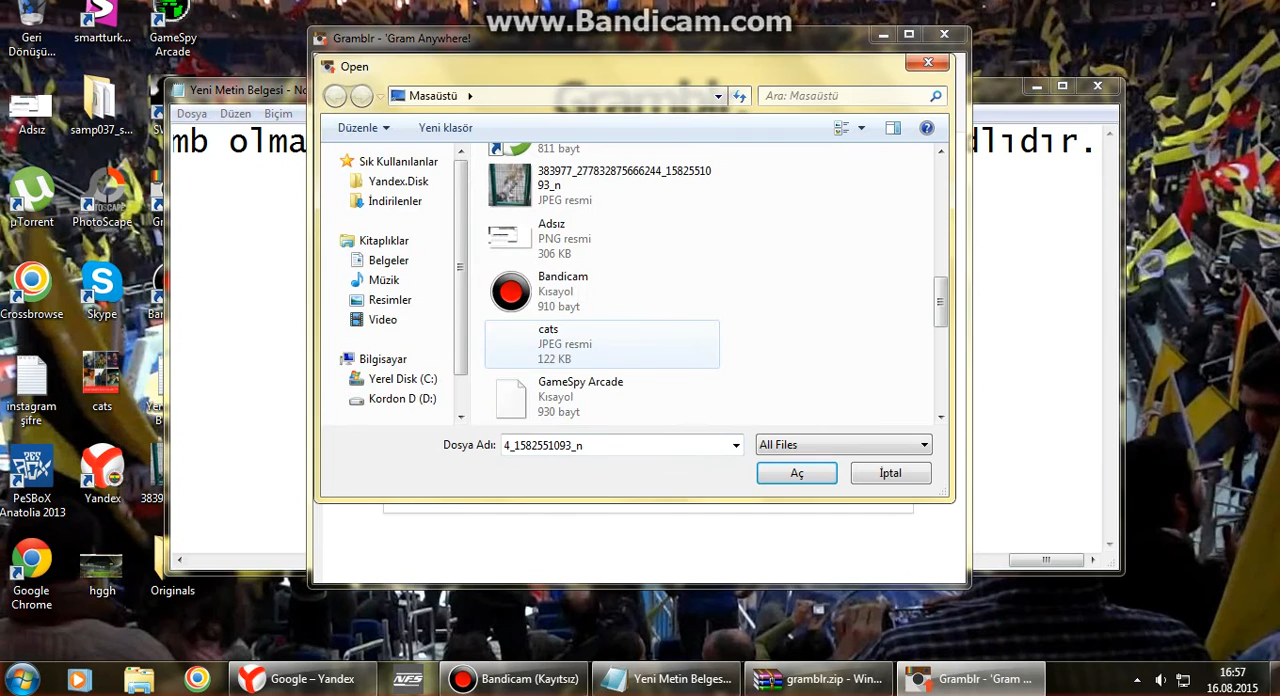 www.Bandicam.com
Geri
Dönüşü...
smartturk...
GameSpy
Arcade
Gramblr - 'Gram Anywhere!
Open
Yeni Metin Belgesi - No
Dosya Düzen Biçim
mb olma
dlıdır.
Masaüstü
Ara: Masaüstü
Düzenle
Yeni klasör
Adsız
samp037_s...
µTorrent
PhotoScape
Crossbrowse
Skype
instagram
şifre
cats
PeSBoX
Anatolia 2013
Yandex
3839
Google
Chrome
hggh
Originals
Sık Kullanılanlar
Yandex.Disk
İndirilenler
Kitaplıklar
Belgeler
Müzik
Resimler
Video
Bilgisayar
Yerel Disk (C:)
Kordon D (D:)
811 bayt
383977_277832875666244_15825510
93_n
JPEG resmi
Adsız
PNG resmi
306 KB
Bandicam
Kısayol
910 bayt
cats
JPEG resmi
122 KB
GameSpy Arcade
Kısayol
930 bayt
Dosya Adı:
4_1582551093_n
All Files
Aç
İptal
Google – Yandex
NFS
Bandicam (Kayıtsız)
Yeni Metin Belges...
gramblr.zip - Win...
Gramblr - 'Gram ...
16:57
16.08.2015